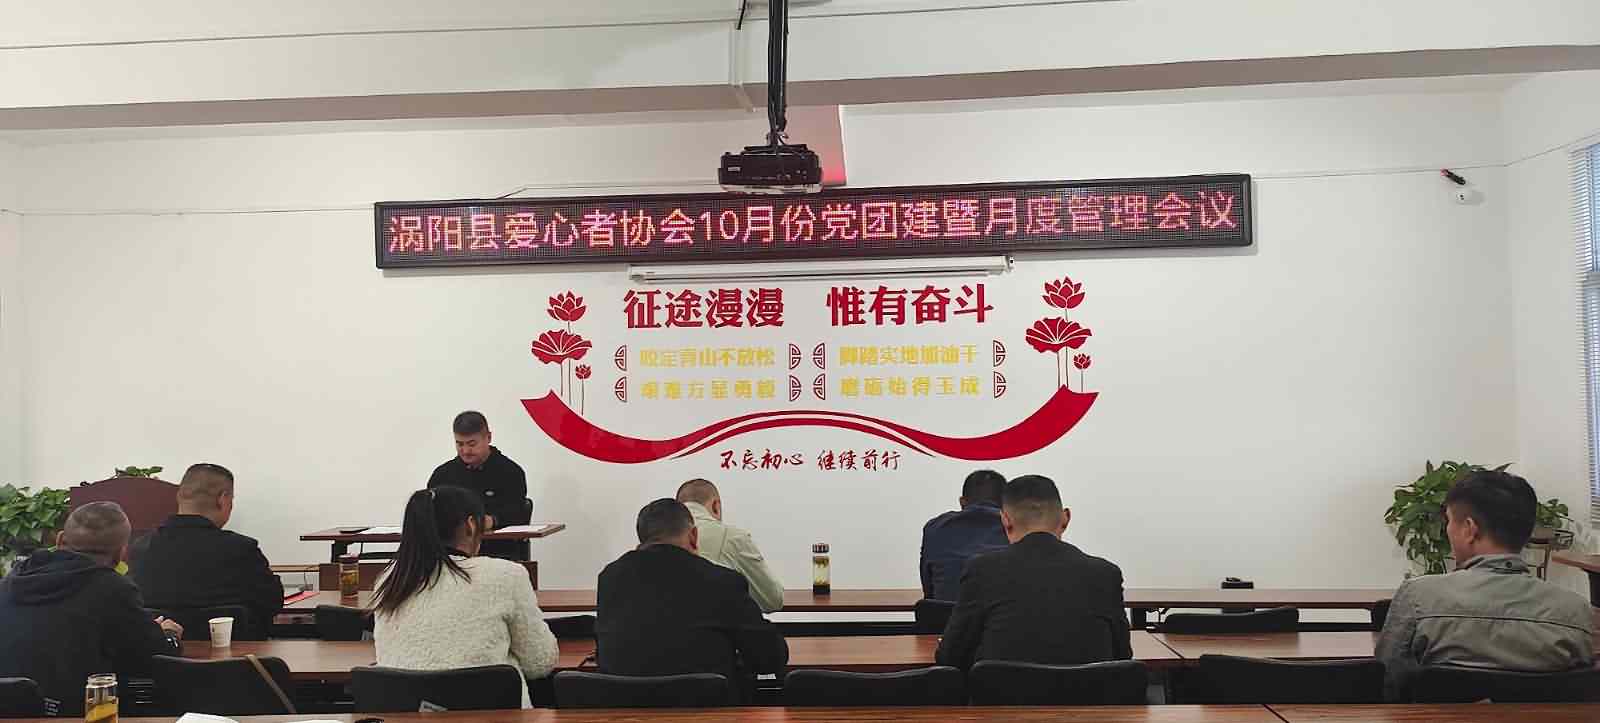 涡阳县爱心者协会10月份党团建暨月度管理会议
征途漫漫 惟有奋斗
咬定青山不放松 脚踏实地加油干
艰难方显勇毅 磨砺始得玉成
不忘初心 继续前行